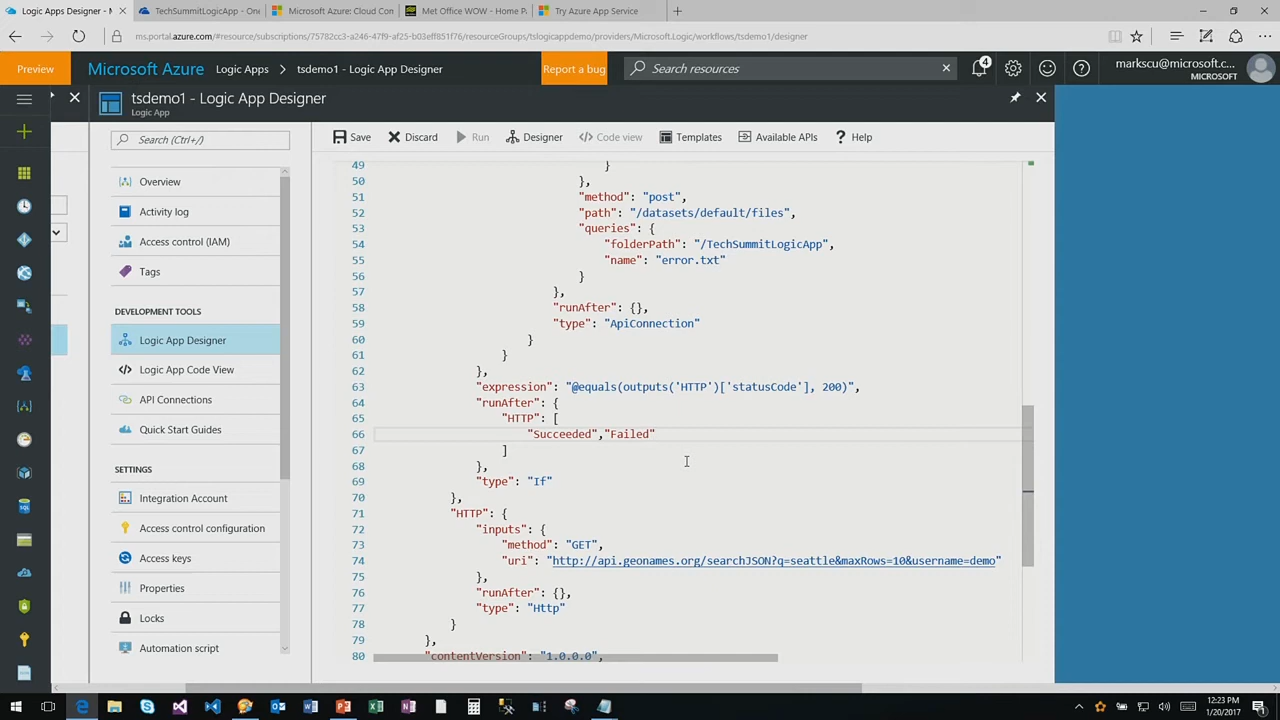 Logic Apps Designer - M
TechSummitLogicApp - One
Microsoft Azure: Cloud Con
Met Office WOW - Home P
Try Azure App Service
ms.portal.azure.com/#resource/subscriptions/75782cc3-a246-47f9-af25-b03eff851f76/resourceGroups/tslogicappdemo/providers/Microsoft.Logic/workflows/tsdemo1/designer
Preview
Microsoft Azure
Logic Apps
tsdemo1 - Logic App Designer
Report a bug
Search resources
4
markscu@microsoft.c...
MICROSOFT
tsdemo1 - Logic App Designer
Logic App
Search (Ctrl+/)
Overview
Activity log
Access control (IAM)
Tags
DEVELOPMENT TOOLS
Logic App Designer
Logic App Code View
API Connections
Quick Start Guides
SETTINGS
Integration Account
Access control configuration
Access keys
Properties
Locks
Automation script
Save Discard Run Designer Code view Templates Available APIs Help
49 }
50 },
51 "method": "post",
52 "path": "/datasets/default/files",
53 "queries": {
54 "folderPath": "/TechSummitLogicApp",
55 "name": "error.txt"
56 }
57 },
58 "runAfter": {},
59 "type": "ApiConnection"
60 }
61 }
62 },
63 "expression": "@equals(outputs('HTTP')['statusCode'], 200)",
64 "runAfter": {
65 "HTTP": [
66 "Succeeded","Failed"
67 ]
68 },
69 "type": "If"
70 },
71 "HTTP": {
72 "inputs": {
73 "method": "GET",
74 "uri": "http://api.geonames.org/searchJSON?q=seattle&maxRows=10&username=demo"
75 },
76 "runAfter": {},
77 "type": "Http"
78 }
79 },
80 "contentVersion": "1.0.0.0",
12:23 PM
1/20/2017